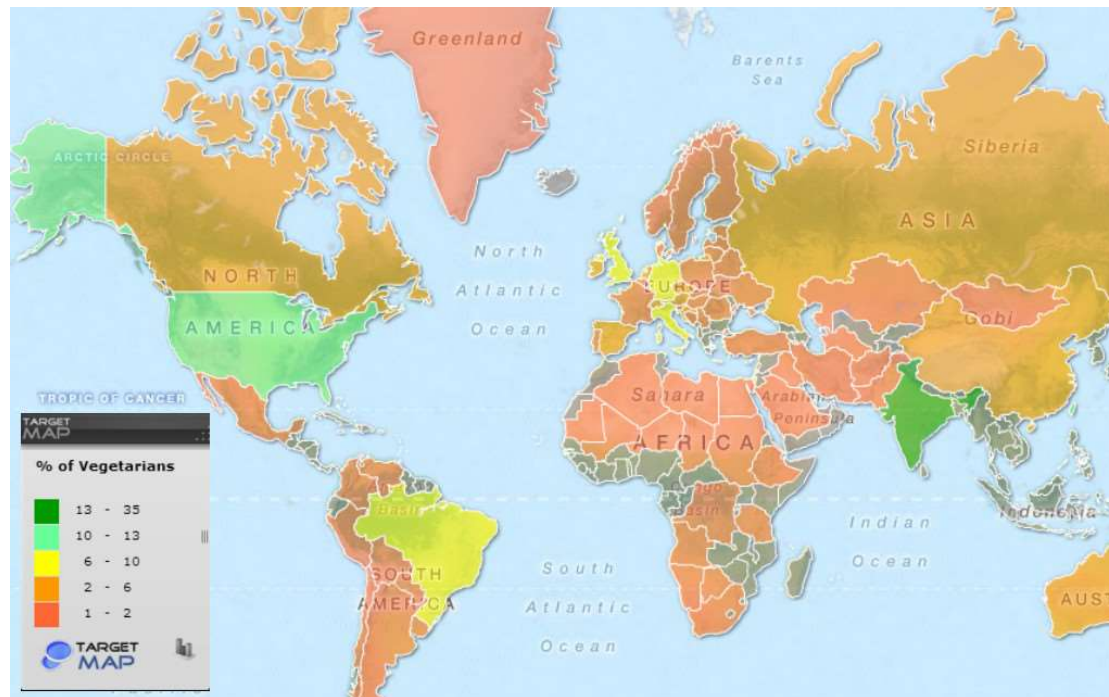 Greenland
Barents
Sea
ARCTIC CIRCLE
Siberia
ASIA
NORTH
AMERICA
North
Atlantic
Ocean
EUROPE
Gobi
TROPIC OF CANCER
Sahara
Arabian
Peninsula
AFRICA
Congo
Basin
Indian
Ocean
Indonesia
Basin
SOUTH
AMERICA
South
Atlantic
Ocean
AUST
TARGET
MAP
% of Vegetarians
13 - 35
10 - 13
6 - 10
2 - 6
1 - 2
TARGET
MAP